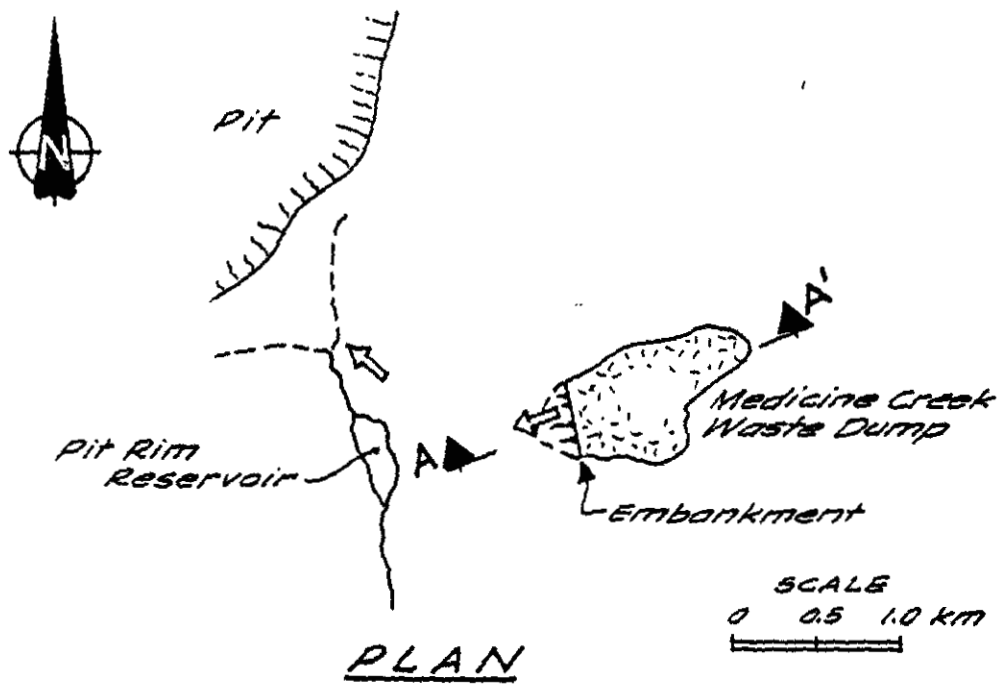 N
Pit
A'
Medicine Creek
Waste Dump
Pit Rim
Reservoir
A
Embankment
SCALE
0 0.5 1.0 km
PLAN